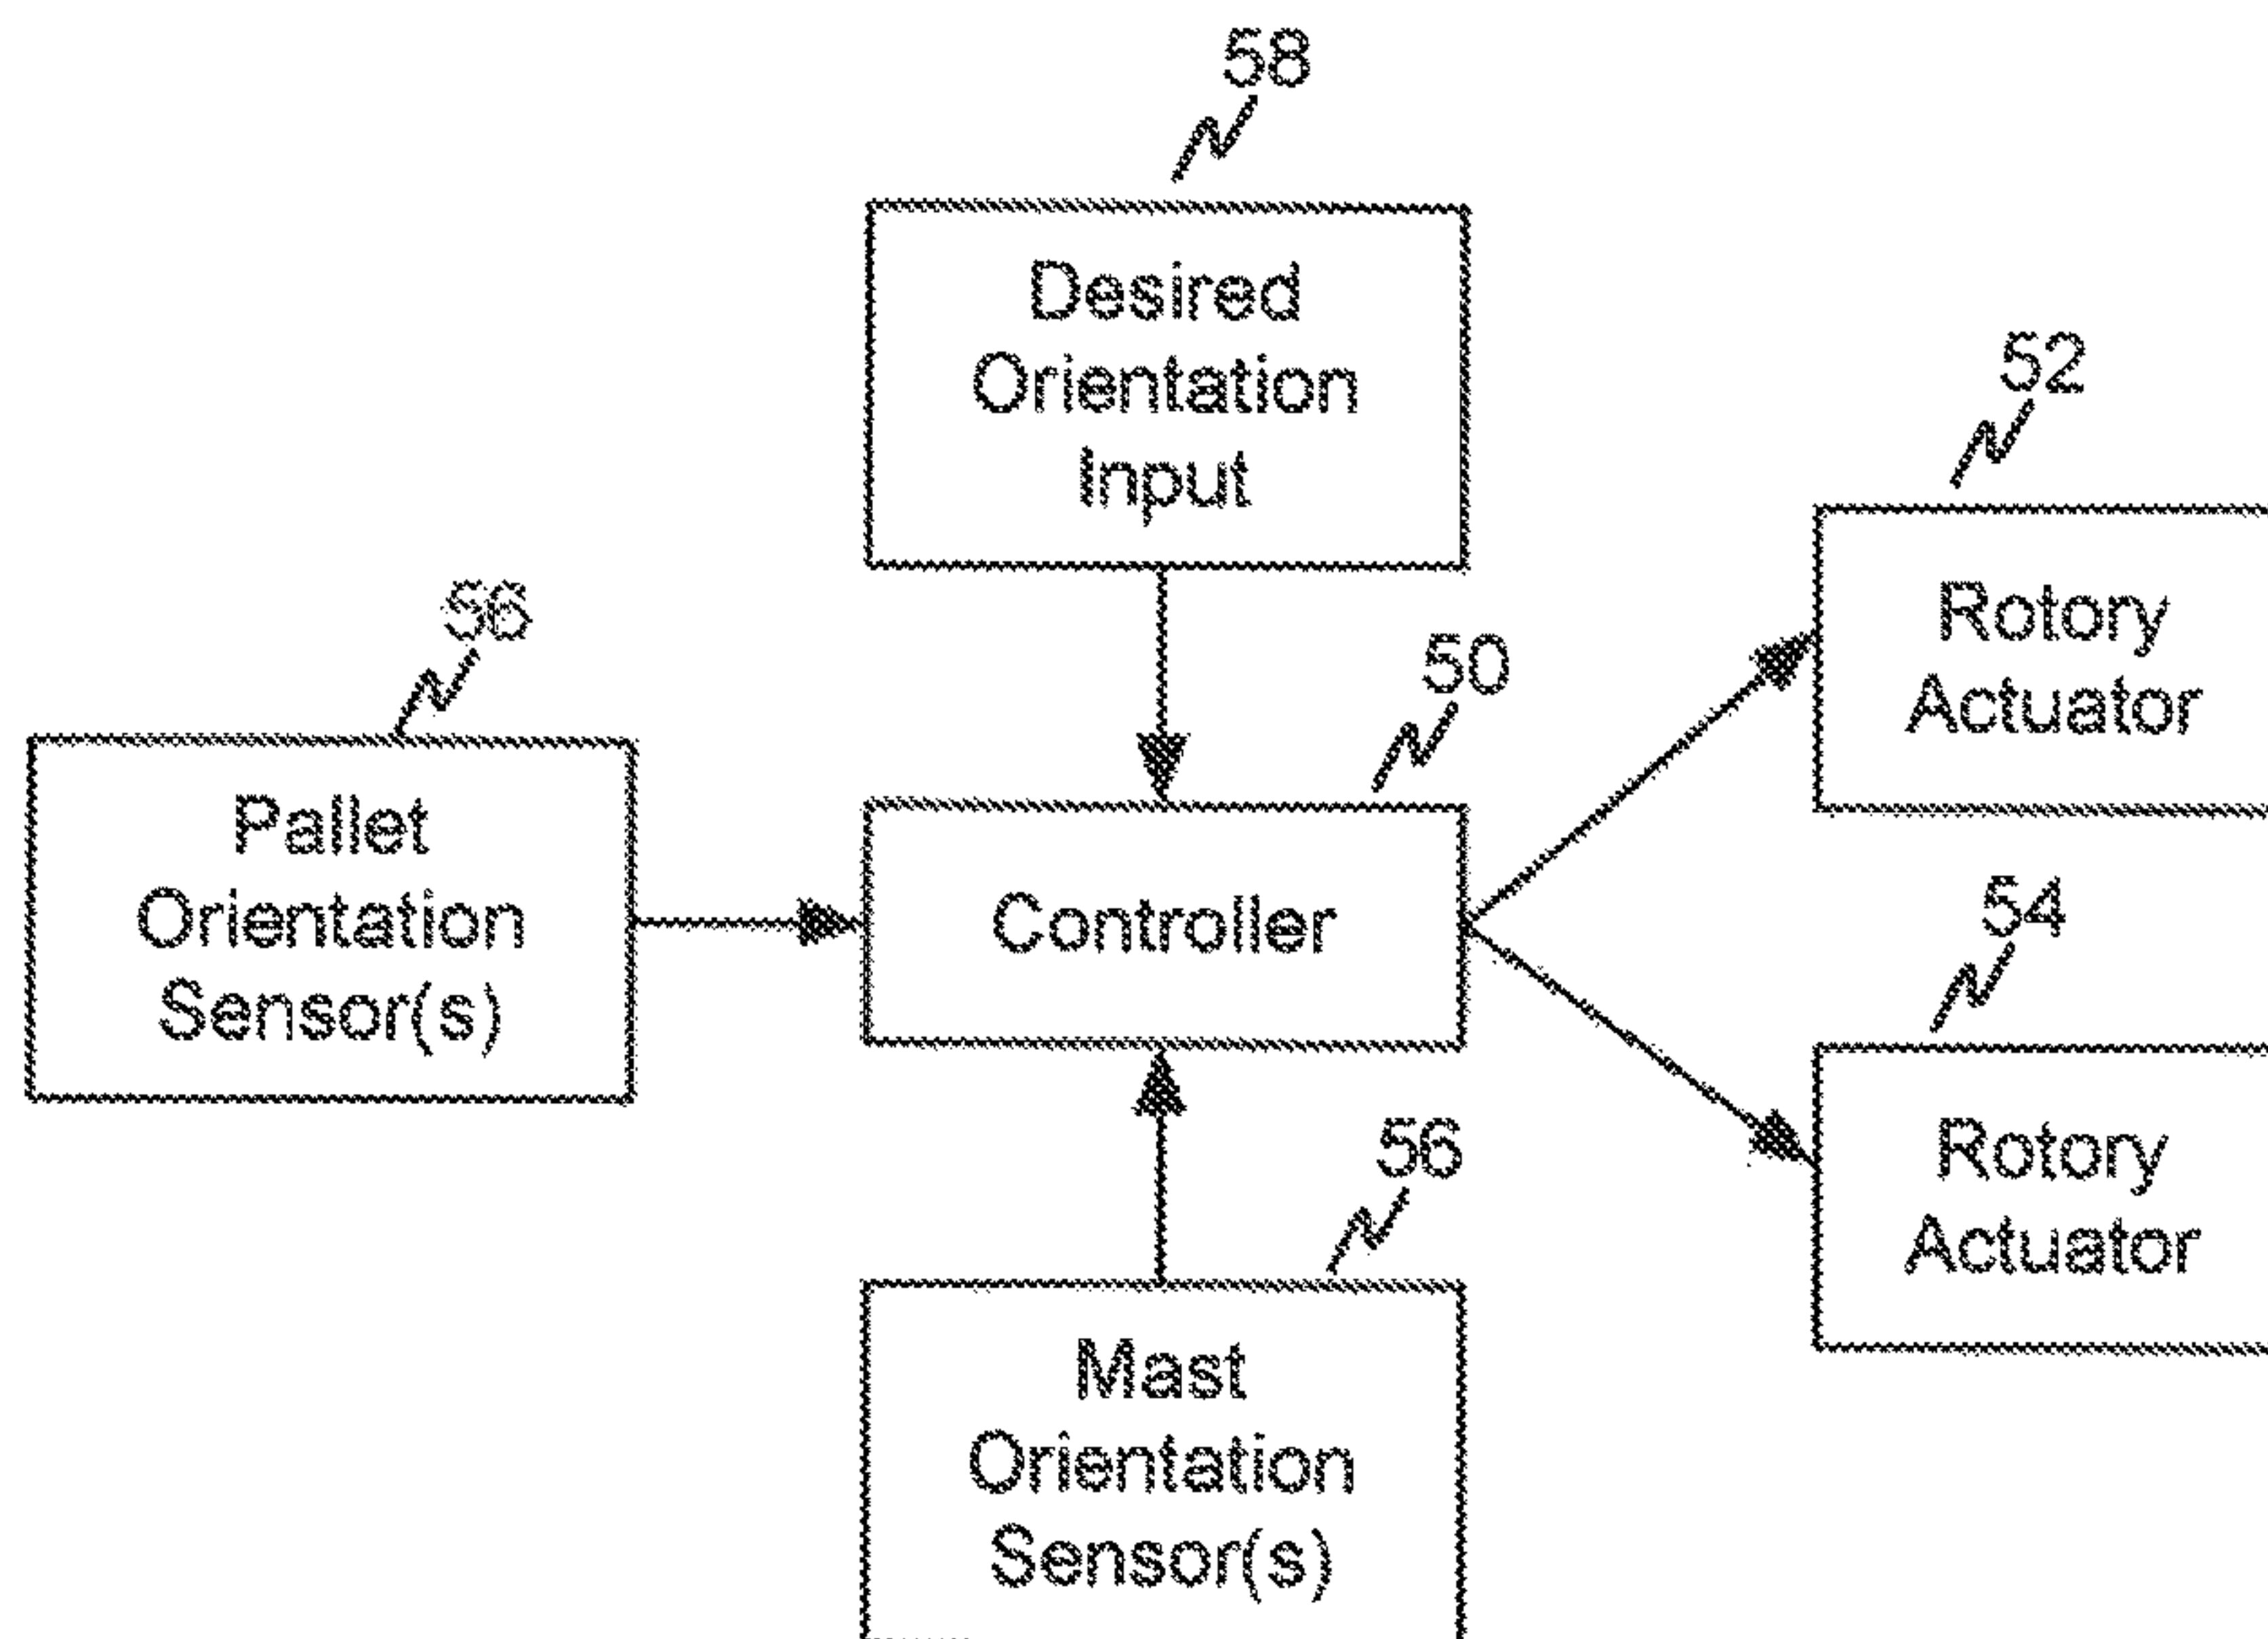 58
Desired
Orientation
Input
52
Rotory
Actuator
56
Pallet
Orientation
Sensor(s)
50
Controller
54
Rotory
Actuator
56
Mast
Orientation
Sensor(s)